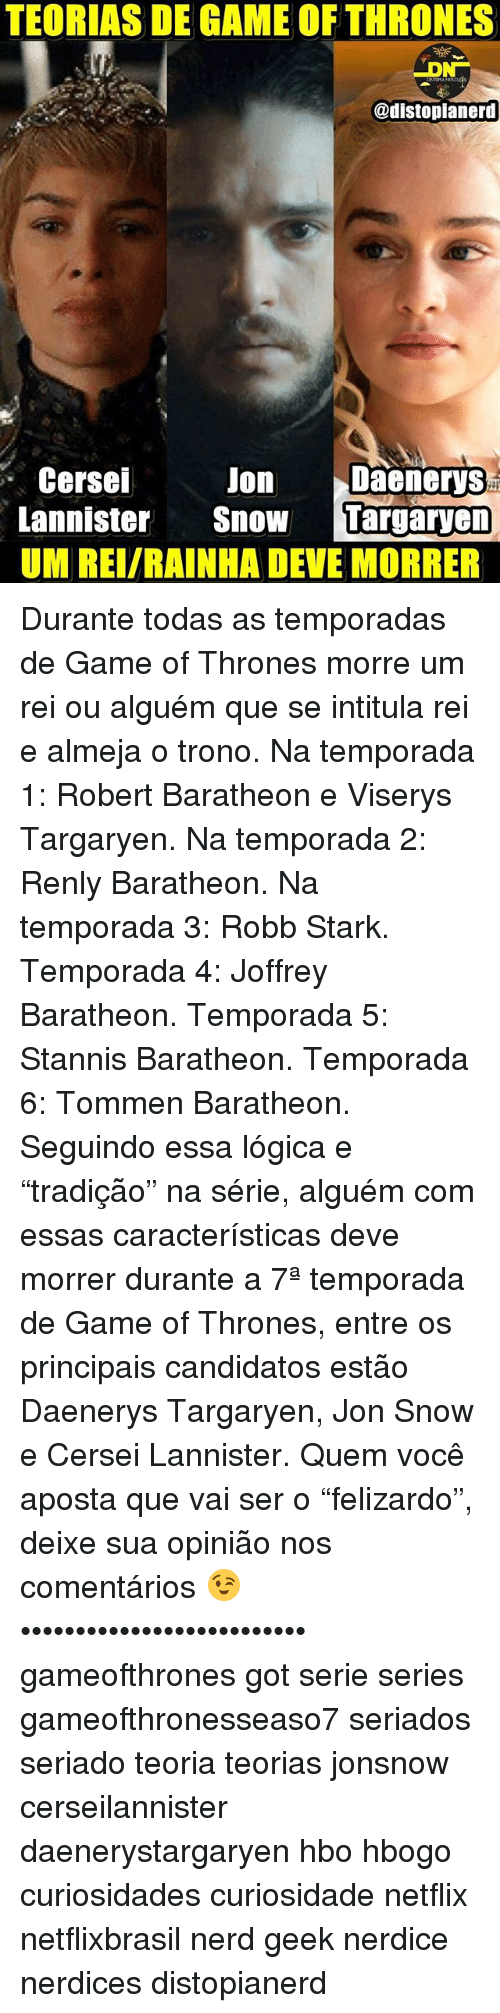 TEORIAS DE GAME OF THRONES
DN
@distopianerd
Cersei
Lannister
Jon
Snow
Daenerys
Targaryen
UM REI/RAINHA DEVE MORRER
Durante todas as temporadas
de Game of Thrones morre um
rei ou alguém que se intitula rei
e almeja o trono. Na temporada
1: Robert Baratheon e Viserys
Targaryen. Na temporada 2:
Renly Baratheon. Na
temporada 3: Robb Stark.
Temporada 4: Joffrey
Baratheon. Temporada 5:
Stannis Baratheon. Temporada
6: Tommen Baratheon.
Seguindo essa lógica e
“tradição” na série, alguém com
essas características deve
morrer durante a 7ª temporada
de Game of Thrones, entre os
principais candidatos estão
Daenerys Targaryen, Jon Snow
e Cersei Lannister. Quem você
aposta que vai ser o “felizardo”,
deixe sua opinião nos
comentários 😉
••••••••••••••••••••••••••
gameofthrones got serie series
gameofthronesseaso7 seriados
seriado teoria teorias jonsnow
cerseilannister
daenerystargaryen hbo hbogo
curiosidades curiosidade netflix
netflixbrasil nerd geek nerdice
nerdices distopianerd